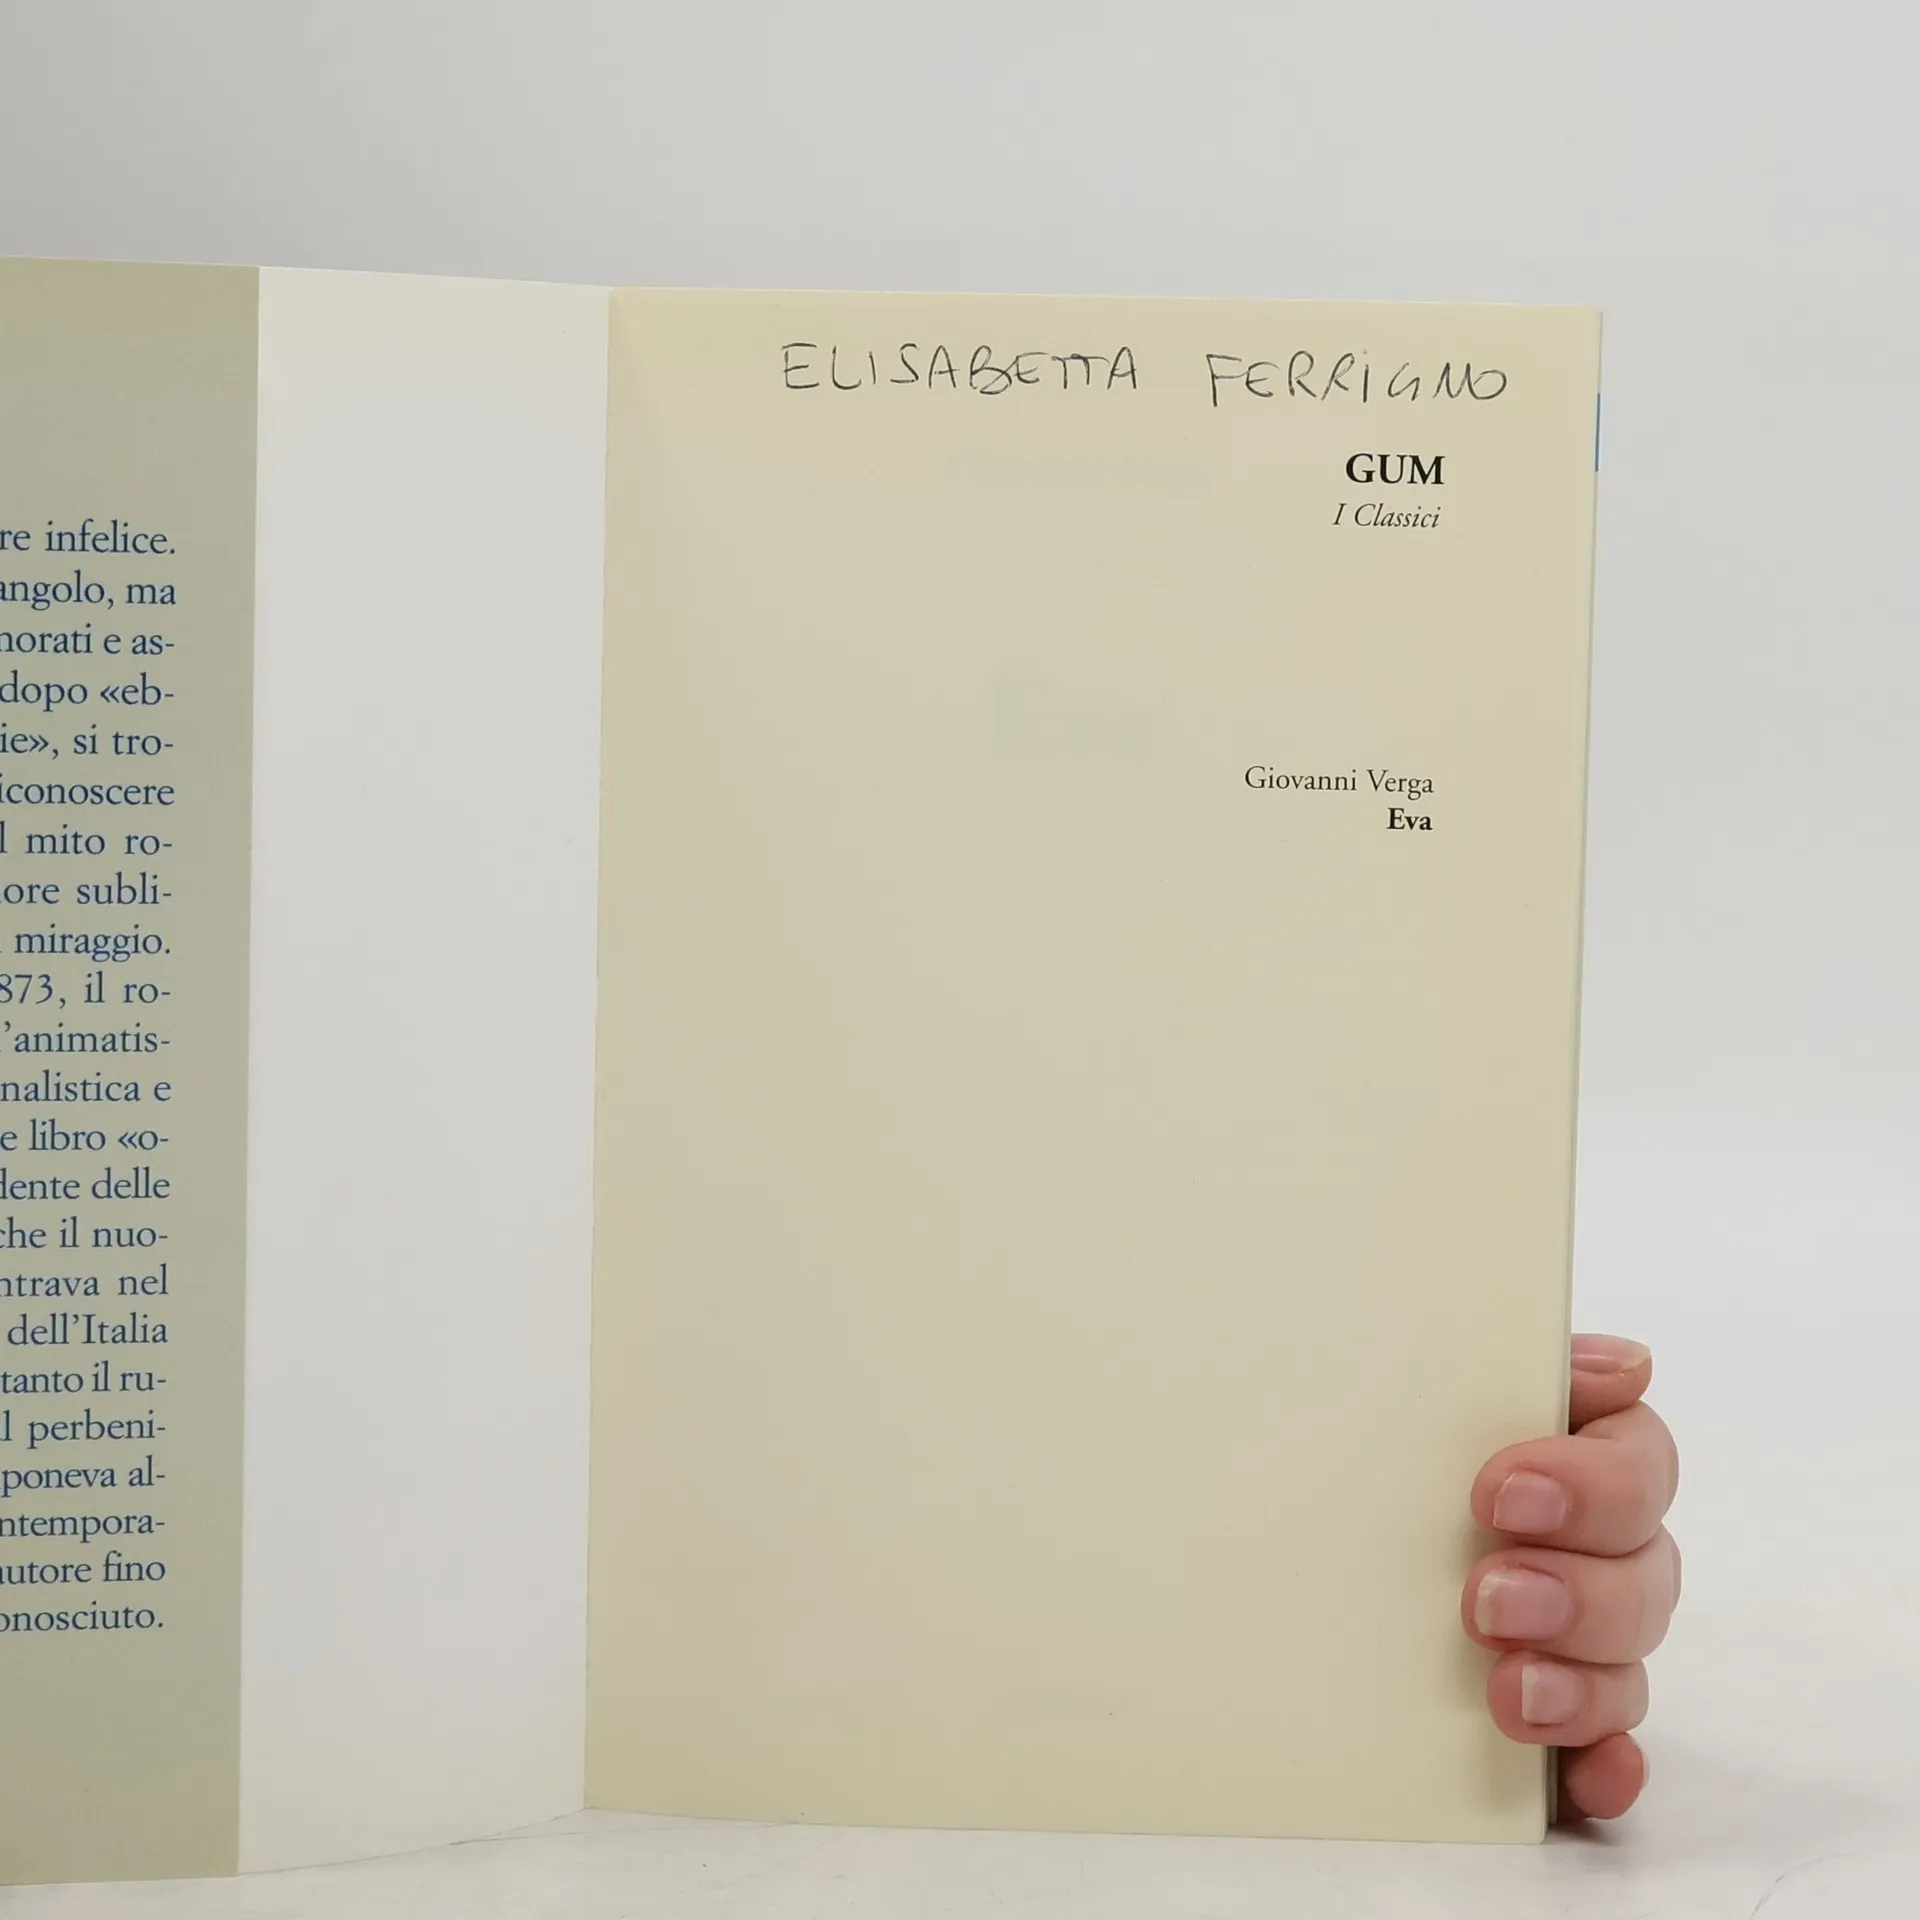 re infelice.
angolo, ma
morati e as-
dopo «eb-
ie», si tro-
iconoscere
l mito ro-
ore subli-
miraggio.
873, il ro-
l'animatis-
nalistica e
e libro «o-
dente delle
che il nuo-
ntrava nel
dell'Italia
tanto il ru-
l perbeni-
poneva al-
ntempora-
autore fino
onosciuto.
ELISABETTA FERRIGNO
GUM
I Classici
Giovanni Verga
Eva